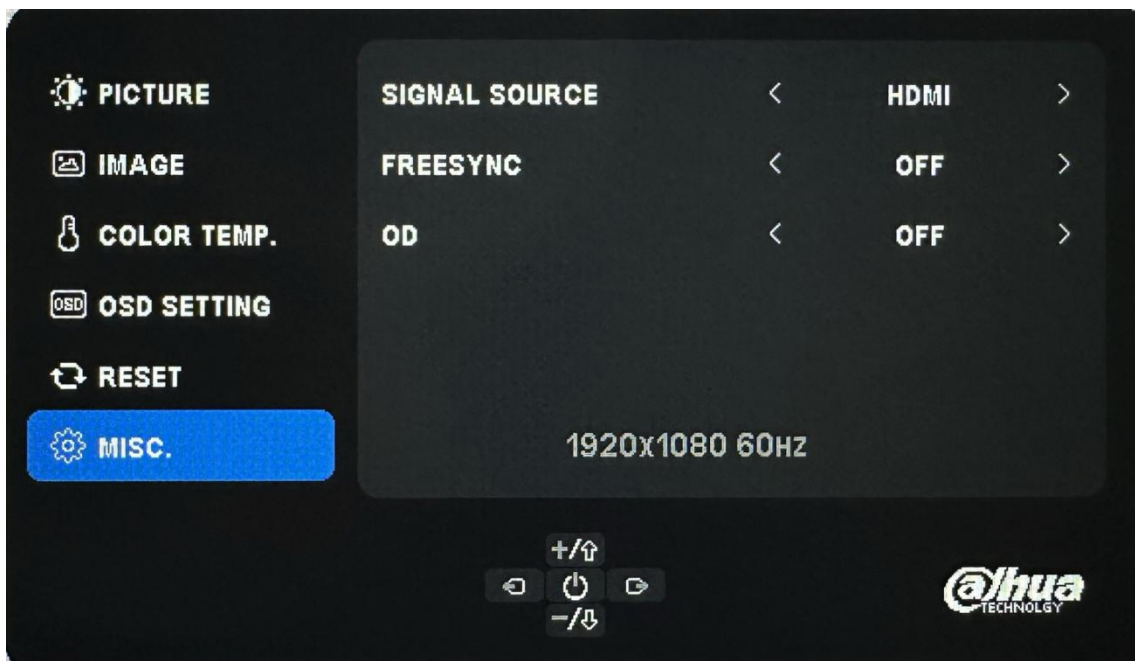 PICTURE
IMAGE
COLOR TEMP.
OSD
OSD SETTING
RESET
MISC.
SIGNAL SOURCE < HDMI >
FREESYNC < OFF >
OD < OFF >
1920x1080 60Hz
+/⇧
−/⇩
alhua
TECHNOLGY